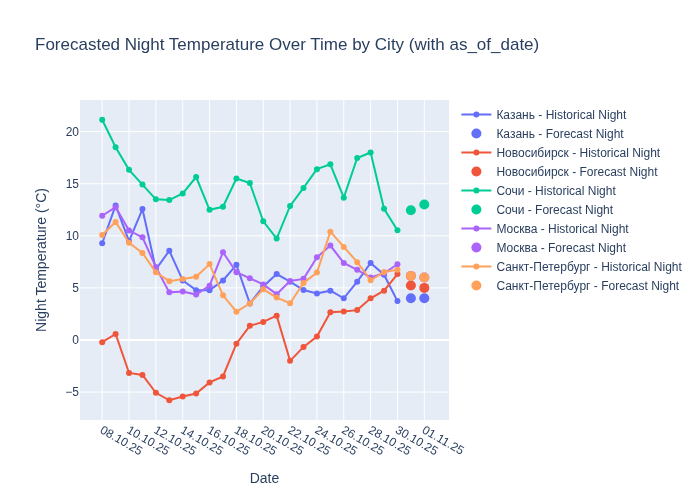 Forecasted Night Temperature Over Time by City (with as_of_date)
Night Temperature (°C)
20
15
10
5
0
−5
08.10.25
10.10.25
12.10.25
14.10.25
16.10.25
18.10.25
20.10.25
22.10.25
24.10.25
26.10.25
28.10.25
30.10.25
01.11.25
Date
Казань - Historical Night
Казань - Forecast Night
Новосибирск - Historical Night
Новосибирск - Forecast Night
Сочи - Historical Night
Сочи - Forecast Night
Москва - Historical Night
Москва - Forecast Night
Санкт-Петербург - Historical Night
Санкт-Петербург - Forecast Night